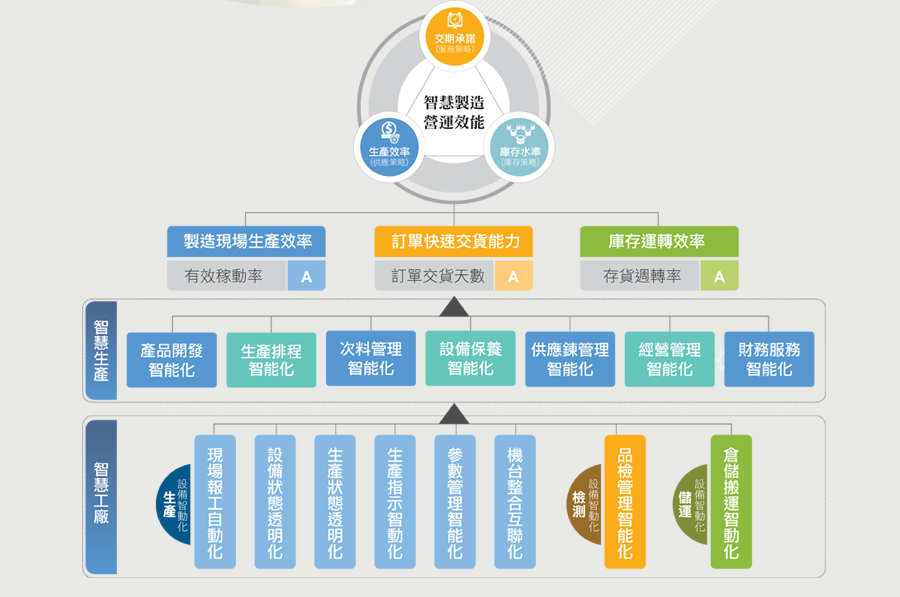 交期承諾
(服務策略)
智慧製造
營運效能
生產效率
(供應策略)
庫存水準
(庫存策略)
製造現場生產效率
有效稼動率
A
訂單快速交貨能力
訂單交貨天數
A
庫存運轉效率
存貨週轉率
A
智慧生產
產品開發
智能化
生產排程
智能化
次料管理
智能化
設備保養
智能化
供應鍊管理
智能化
經營管理
智能化
財務服務
智能化
智慧工廠
生產
設備智動化
現場報工自動化
設備狀態透明化
生產狀態透明化
生產指示智動化
參數管理智能化
機台整合互聯化
檢測
設備智動化
品檢管理智能化
儲運
設備智動化
倉儲搬運智動化